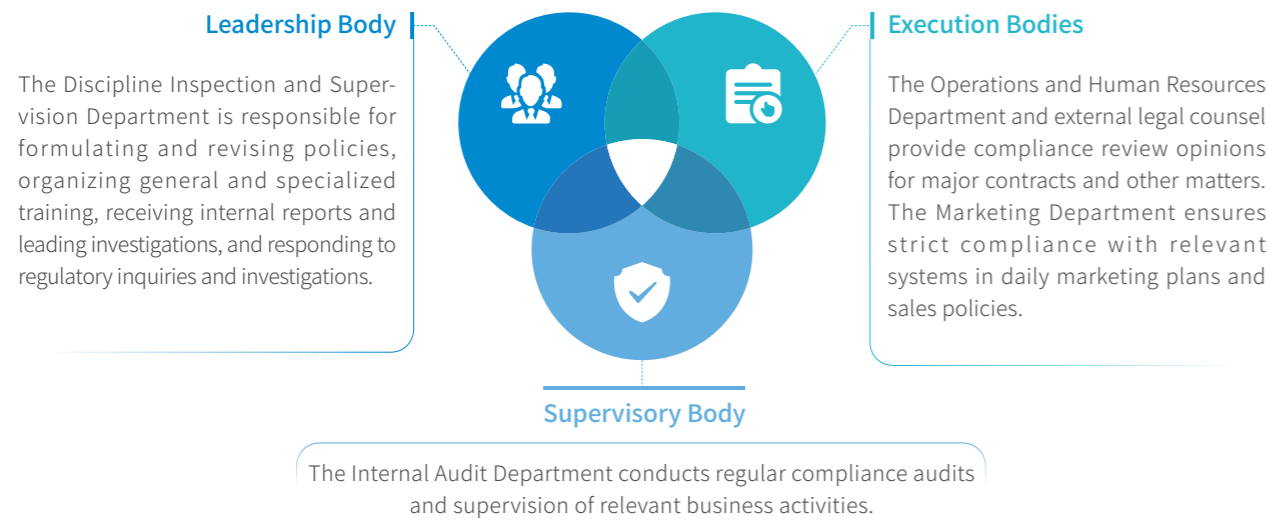 Leadership Body
The Discipline Inspection and Super-
vision Department is responsible for
formulating and revising policies,
organizing general and specialized
training, receiving internal reports and
leading investigations, and responding to
regulatory inquiries and investigations.
Execution Bodies
The Operations and Human Resources
Department and external legal counsel
provide compliance review opinions
for major contracts and other matters.
The Marketing Department ensures
strict compliance with relevant
systems in daily marketing plans and
sales policies.
Supervisory Body
The Internal Audit Department conducts regular compliance audits
and supervision of relevant business activities.